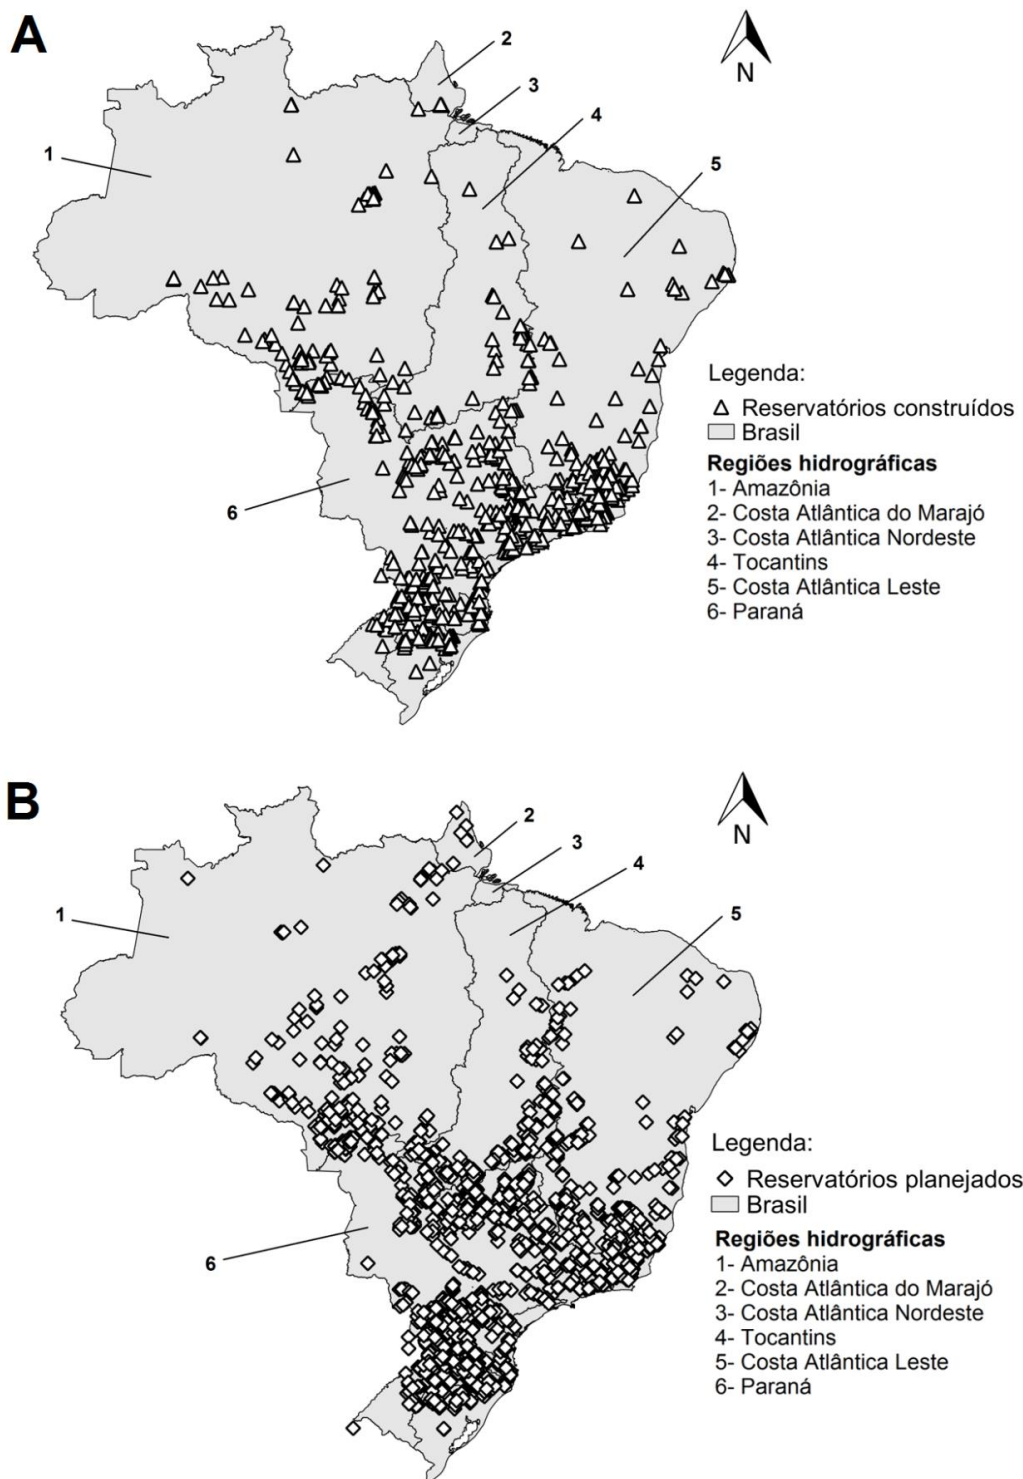 A
N
2
3
4
1
5
6
Legenda:
Reservatórios construídos
Brasil
Regiões hidrográficas
1- Amazônia
2- Costa Atlântica do Marajó
3- Costa Atlântica Nordeste
4- Tocantins
5- Costa Atlântica Leste
6- Paraná
B
N
2
3
4
1
5
6
Legenda:
Reservatórios planejados
Brasil
Regiões hidrográficas
1- Amazônia
2- Costa Atlântica do Marajó
3- Costa Atlântica Nordeste
4- Tocantins
5- Costa Atlântica Leste
6- Paraná